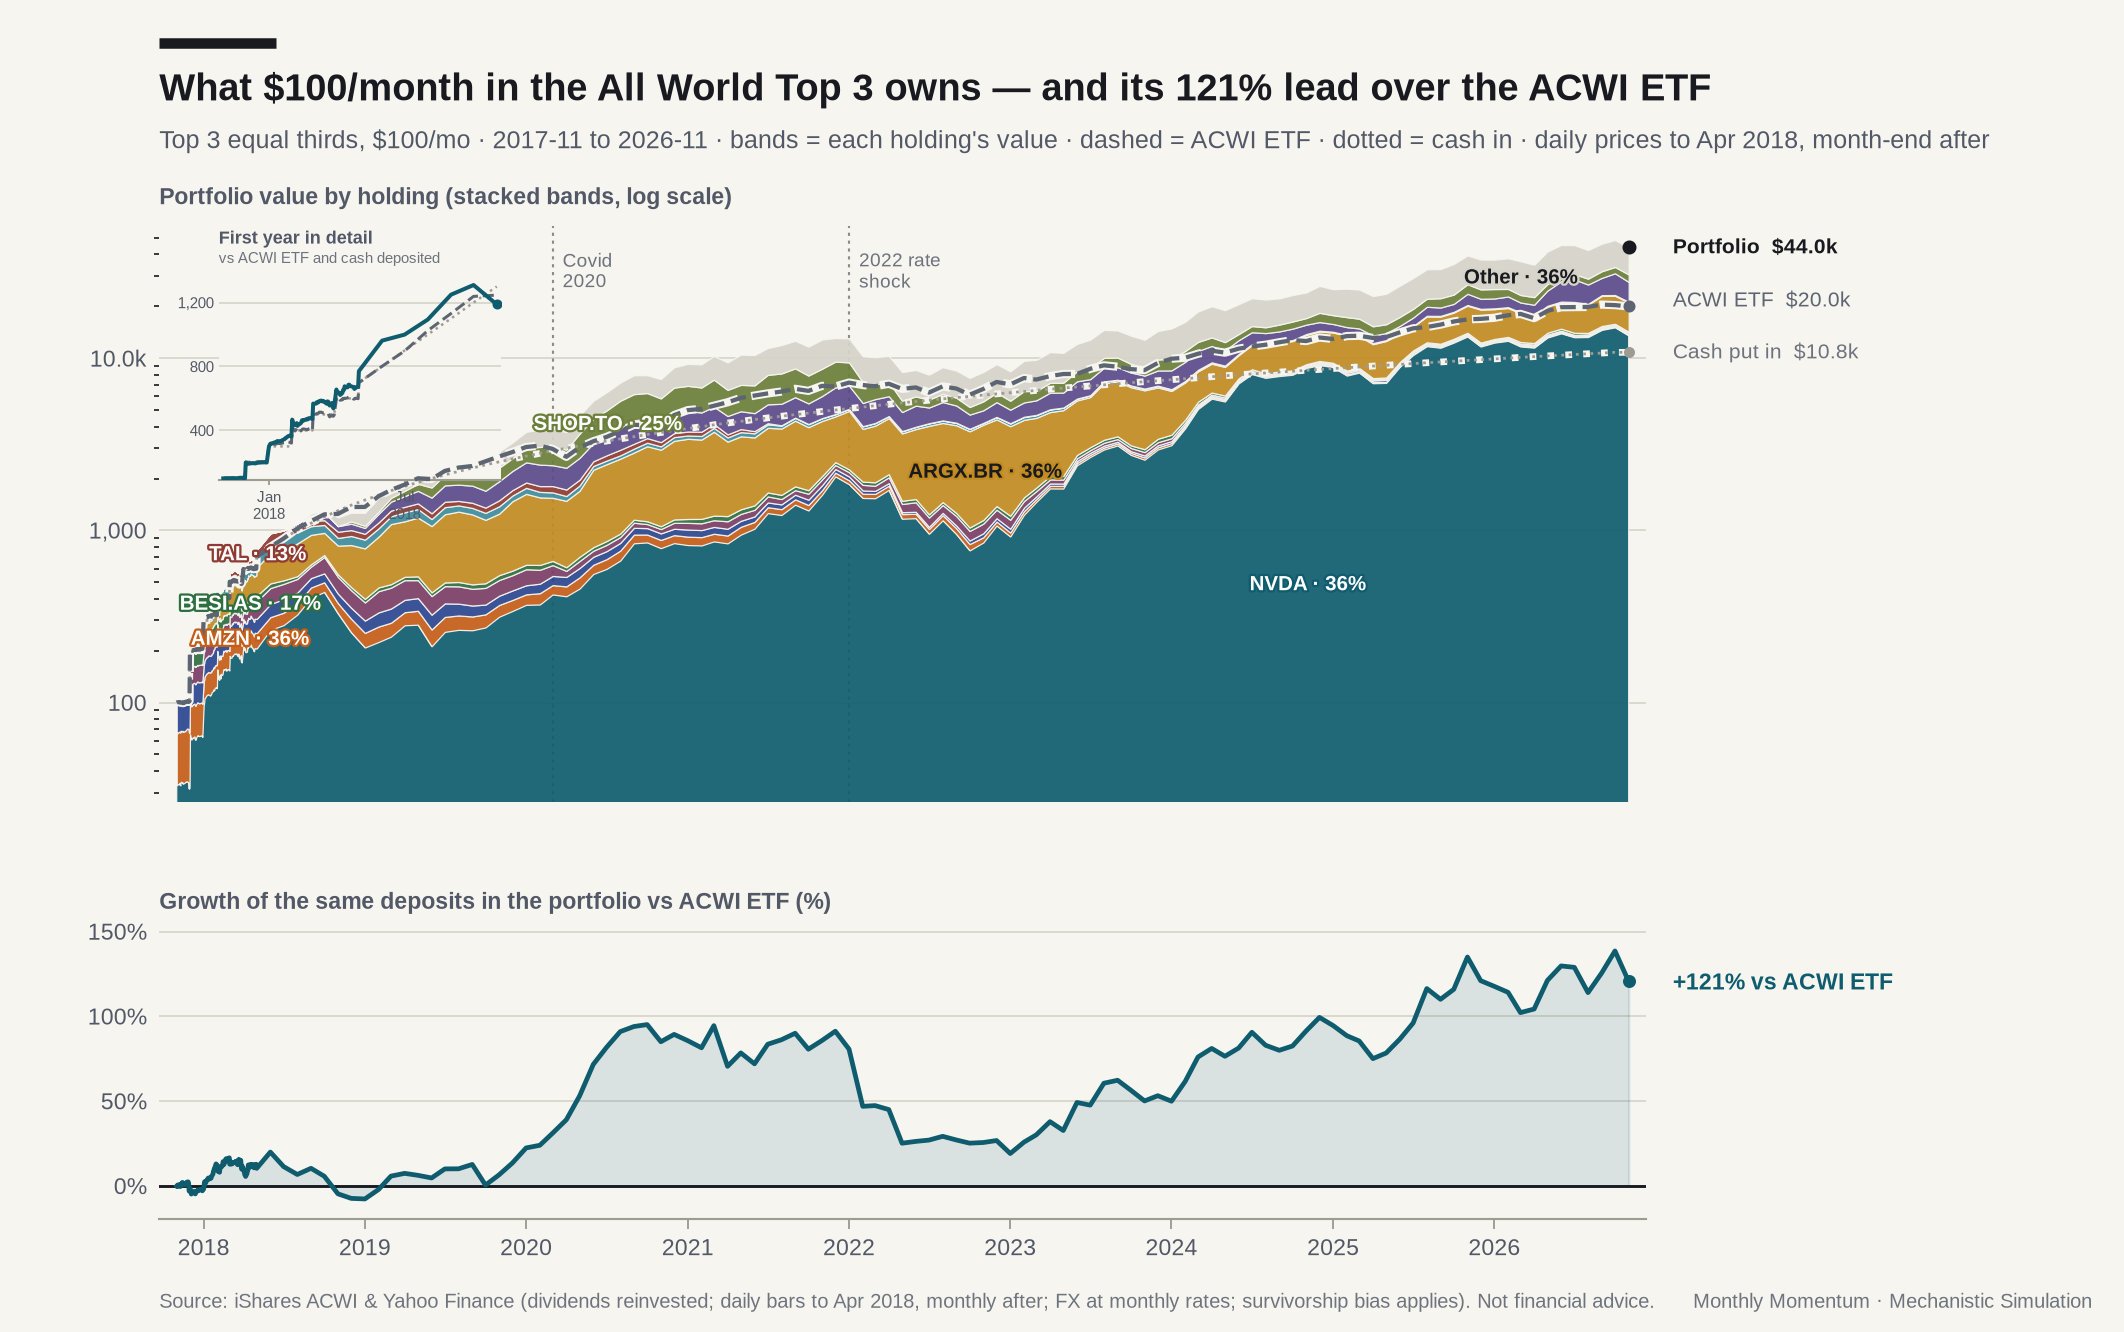 What $100/month in the All World Top 3 owns — and its 121% lead over the ACWI ETF
Top 3 equal thirds, $100/mo · 2017-11 to 2026-11 · bands = each holding's value · dashed = ACWI ETF · dotted = cash in · daily prices to Apr 2018, month-end after
Portfolio value by holding (stacked bands, log scale)
First year in detail
vs ACWI ETF and cash deposited
1,200
800
400
Jan
2018
Jul
2018
Covid
2020
2022 rate
shock
10.0k
1,000
100
Other · 36%
SHOP.TO · 25%
ARGX.BR · 36%
TAL · 13%
BESI.AS · 17%
AMZN · 36%
NVDA · 36%
Portfolio $44.0k
ACWI ETF $20.0k
Cash put in $10.8k
Growth of the same deposits in the portfolio vs ACWI ETF (%)
150%
100%
50%
0%
+121% vs ACWI ETF
2018
2019
2020
2021
2022
2023
2024
2025
2026
Source: iShares ACWI & Yahoo Finance (dividends reinvested; daily bars to Apr 2018, monthly after; FX at monthly rates; survivorship bias applies). Not financial advice.
Monthly Momentum · Mechanistic Simulation